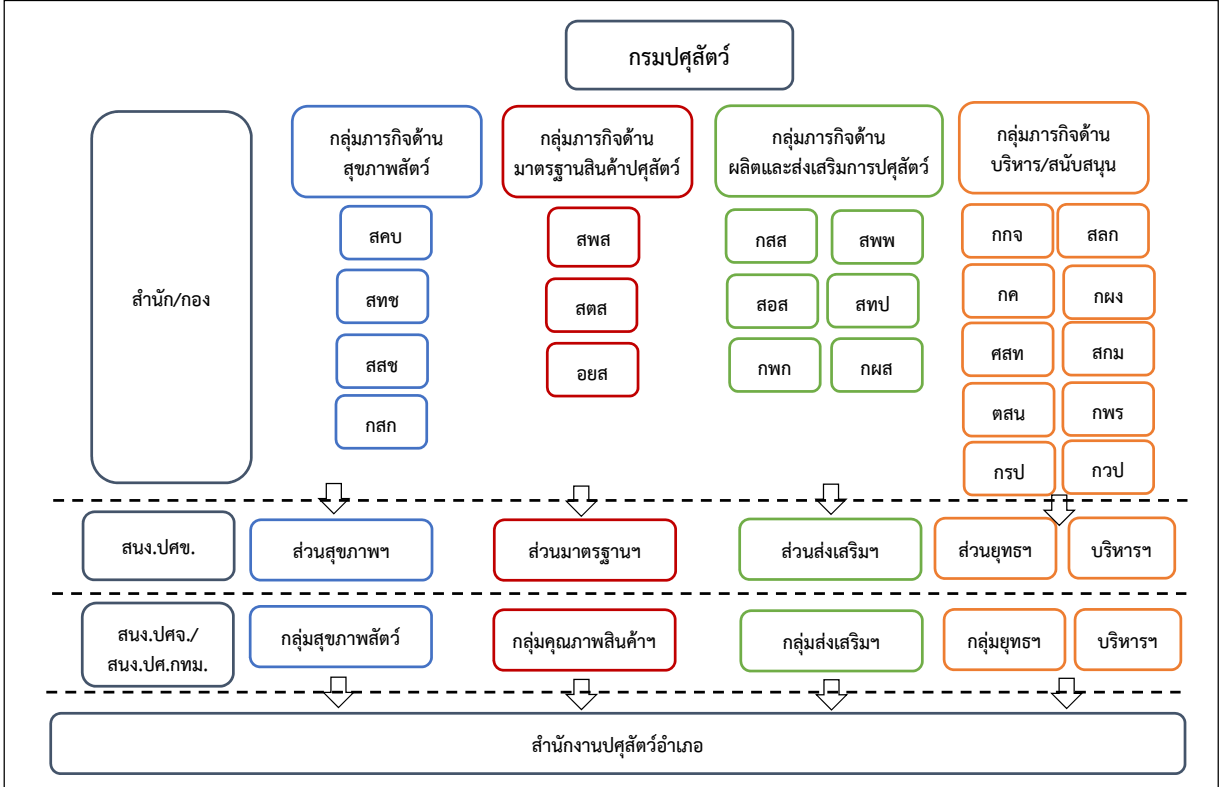 กรมปศุสัตว์
สำนัก/กอง
กลุ่มภารกิจด้าน
สุขภาพสัตว์
กลุ่มภารกิจด้าน
มาตรฐานสินค้าปศุสัตว์
กลุ่มภารกิจด้าน
ผลิตและส่งเสริมการปศุสัตว์
กลุ่มภารกิจด้าน
บริหาร/สนับสนุน
สคบ
สทช
สสช
กสก
สพส
สตส
อยส
กสส
สพพ
สอส
สทป
กพก
กผส
กกจ
สลก
กค
กผง
ศสท
สกม
ตสน
กพร
กรป
กวป
สนง.ปศข.
ส่วนสุขภาพฯ
ส่วนมาตรฐานฯ
ส่วนส่งเสริมฯ
ส่วนยุทธฯ
บริหารฯ
สนง.ปศจ./
สนง.ปศ.กทม.
กลุ่มสุขภาพสัตว์
กลุ่มคุณภาพสินค้าฯ
กลุ่มส่งเสริมฯ
กลุ่มยุทธฯ
บริหารฯ
สำนักงานปศุสัตว์อำเภอ